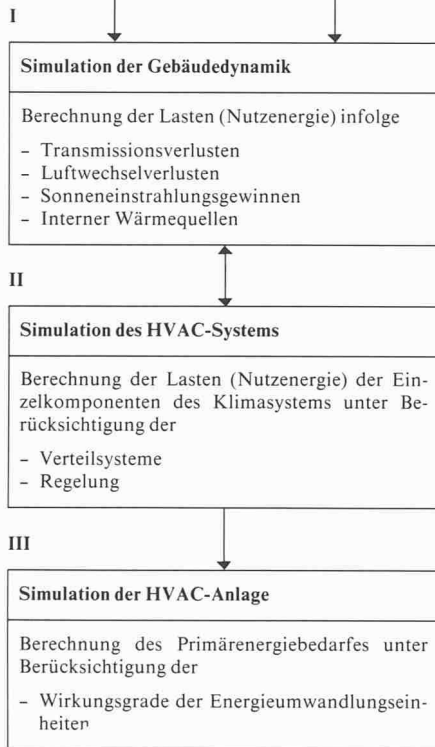 I
Simulation der Gebäudedynamik
Berechnung der Lasten (Nutzenergie) infolge
- Transmissionsverlusten
- Luftwechselverlusten
- Sonneneinstrahlungsgewinnen
- Interner Wärmequellen
II
Simulation des HVAC-Systems
Berechnung der Lasten (Nutzenergie) der Ein-
zelkomponenten des Klimasystems unter Be-
rücksichtigung der
- Verteilsysteme
- Regelung
III
Simulation der HVAC-Anlage
Berechnung des Primärenergiebedarfes unter
Berücksichtigung der
- Wirkungsgrade der Energieumwandlungsein-
heiten